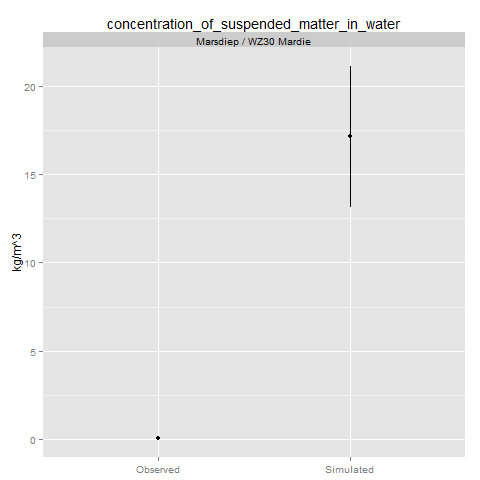 concentration_of_suspended_matter_in_water
Marsdiep / WZ30 Mardie
kg/m^3
20
15
10
5
0
Observed
Simulated